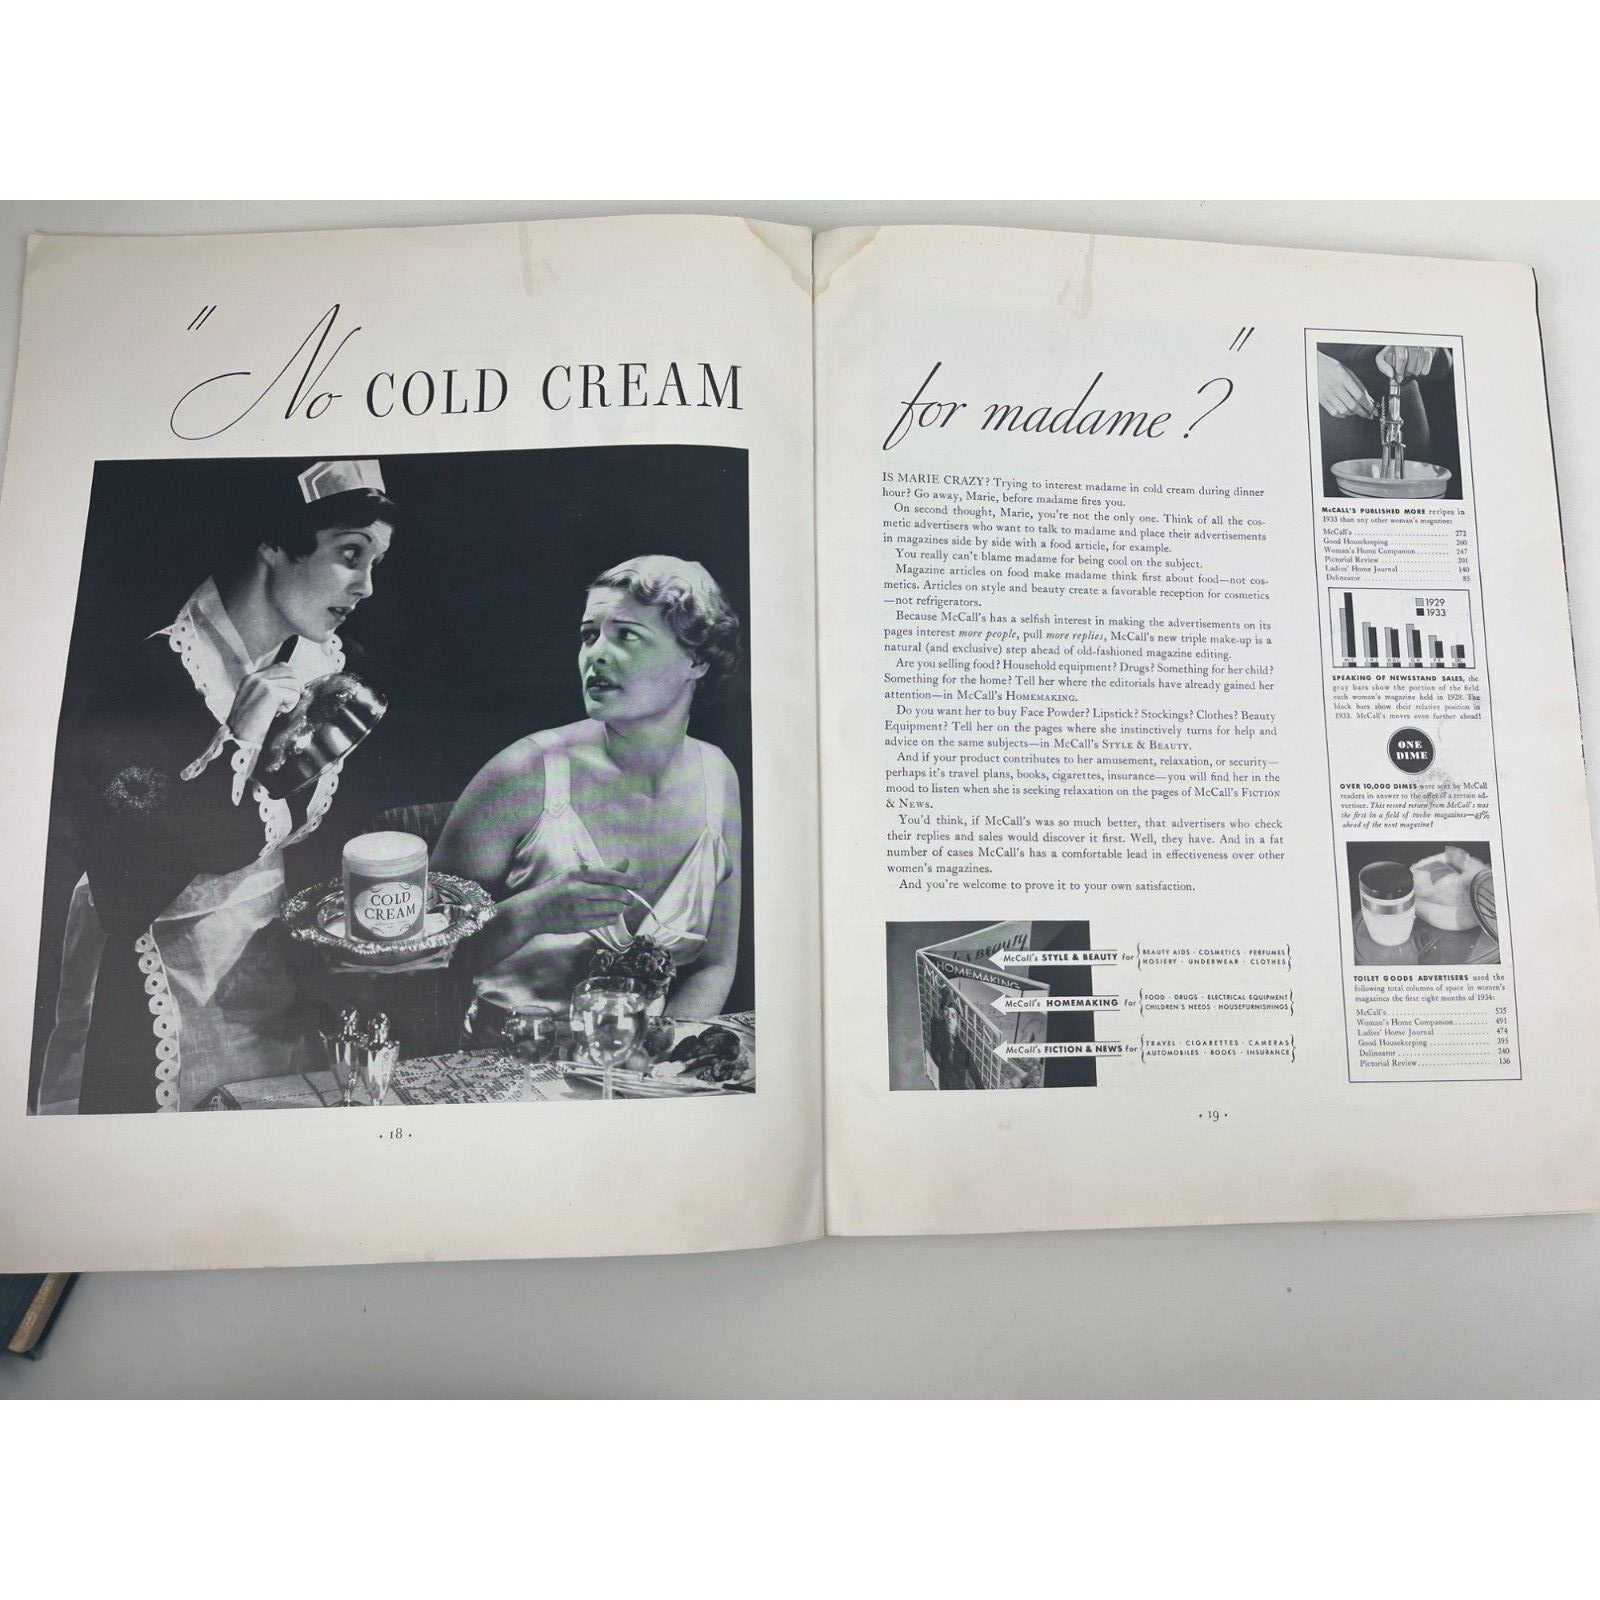 "No COLD CREAM
COLD
CREAM
· 18 ·
for madame?"
IS MARIE CRAZY? Trying to interest madame in cold cream during dinner
hour? Go away, Marie, before madame fires you.
On second thought, Marie, you're not the only one. Think of all the cos-
metic advertisers who want to talk to madame and place their advertisements
in magazines side by side with a food article, for example.
You really can't blame madame for being cool on the subject.
Magazine articles on food make madame think first about food—not cos-
metics. Articles on style and beauty create a favorable reception for cosmetics
—not refrigerators.
Because McCall's has a selfish interest in making the advertisements on its
pages interest more people, pull more replies, McCall's new triple make-up is a
natural (and exclusive) step ahead of old-fashioned magazine editing.
Are you selling food? Household equipment? Drugs? Something for her child?
Something for the home? Tell her where the editorials have already gained her
attention—in McCall's HOMEMAKING.
Do you want her to buy Face Powder? Lipstick? Stockings? Clothes? Beauty
Equipment? Tell her on the pages where she instinctively turns for help and
advice on the same subjects—in McCall's STYLE & BEAUTY.
And if your product contributes to her amusement, relaxation, or security—
perhaps it's travel plans, books, cigarettes, insurance—you will find her in the
mood to listen when she is seeking relaxation on the pages of McCall's FICTION
& NEWS.
You'd think, if McCall's was so much better, that advertisers who check
their replies and sales would discover it first. Well, they have. And in a fat
number of cases McCall's has a comfortable lead in effectiveness over other
women's magazines.
And you're welcome to prove it to your own satisfaction.
& Beauty
HOMEMAKING
McCall's STYLE & BEAUTY for {BEAUTY AIDS · COSMETICS · PERFUMES
HOSIERY · UNDERWEAR · CLOTHES}
McCall's HOMEMAKING for {FOOD · DRUGS · ELECTRICAL EQUIPMENT
CHILDREN'S NEEDS · HOUSEFURNISHINGS}
McCall's FICTION & NEWS for {TRAVEL · CIGARETTES · CAMERAS
AUTOMOBILES · BOOKS · INSURANCE}
· 19 ·
McCALL'S PUBLISHED MORE recipes in
1933 than any other woman's magazines
McCall's 272
Good Housekeeping 260
Woman's Home Companion 247
Pictorial Review 201
Ladies' Home Journal 140
Delineator 85
1929
1933
SPEAKING OF NEWSSTAND SALES, the
gray bars show the portion of the field
each woman's magazine held in 1929. The
black bars show their relative position in
1933. McCall's moves even further ahead!
ONE
DIME
OVER 10,000 DIMES were sent by McCall
readers in answer to the offer of a certain ad-
vertiser. This record return from McCall's was
the first in a field of twelve magazines—43%
ahead of the next magazine!
TOILET GOODS ADVERTISERS used the
following total columns of space in women's
magazines the first eight months of 1934:
McCall's 535
Woman's Home Companion 491
Ladies' Home Journal 474
Good Housekeeping 395
Delineator 240
Pictorial Review 136